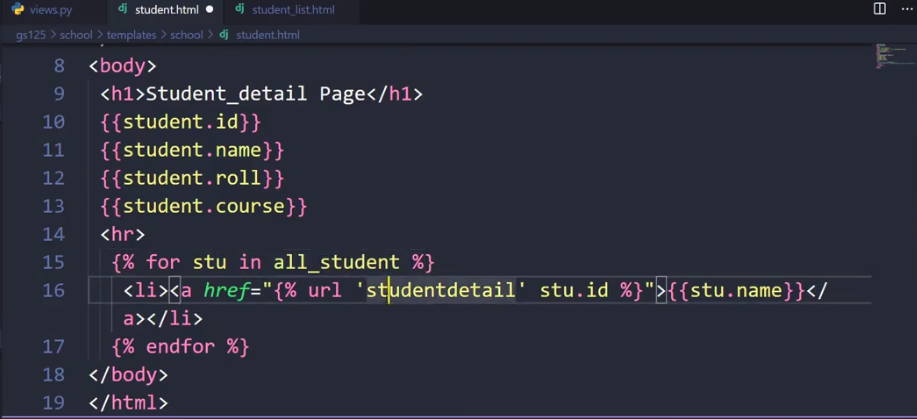 views.py student.html student_list.html
gs125 > school > templates > school > student.html
8 <body>
9 <h1>Student_detail Page</h1>
10 {{student.id}}
11 {{student.name}}
12 {{student.roll}}
13 {{student.course}}
14 <hr>
15 {% for stu in all_student %}
16 <li><a href="{% url 'studentdetail' stu.id %}">{{stu.name}}</
a></li>
17 {% endfor %}
18 </body>
19 </html>